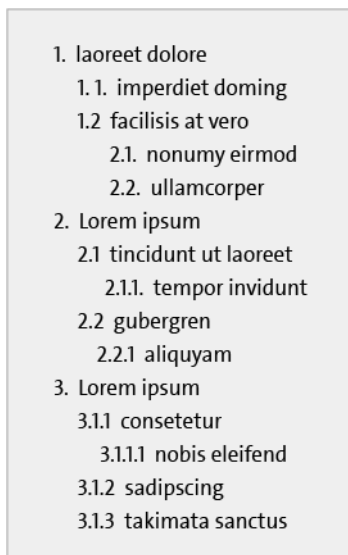 1. laoreet dolore
1. 1. imperdiet doming
1.2 facilisis at vero
2.1. nonumy eirmod
2.2. ullamcorper
2. Lorem ipsum
2.1 tincidunt ut laoreet
2.1.1. tempor invidunt
2.2 gubergren
2.2.1 aliquyam
3. Lorem ipsum
3.1.1 consetetur
3.1.1.1 nobis eleifend
3.1.2 sadipscing
3.1.3 takimata sanctus